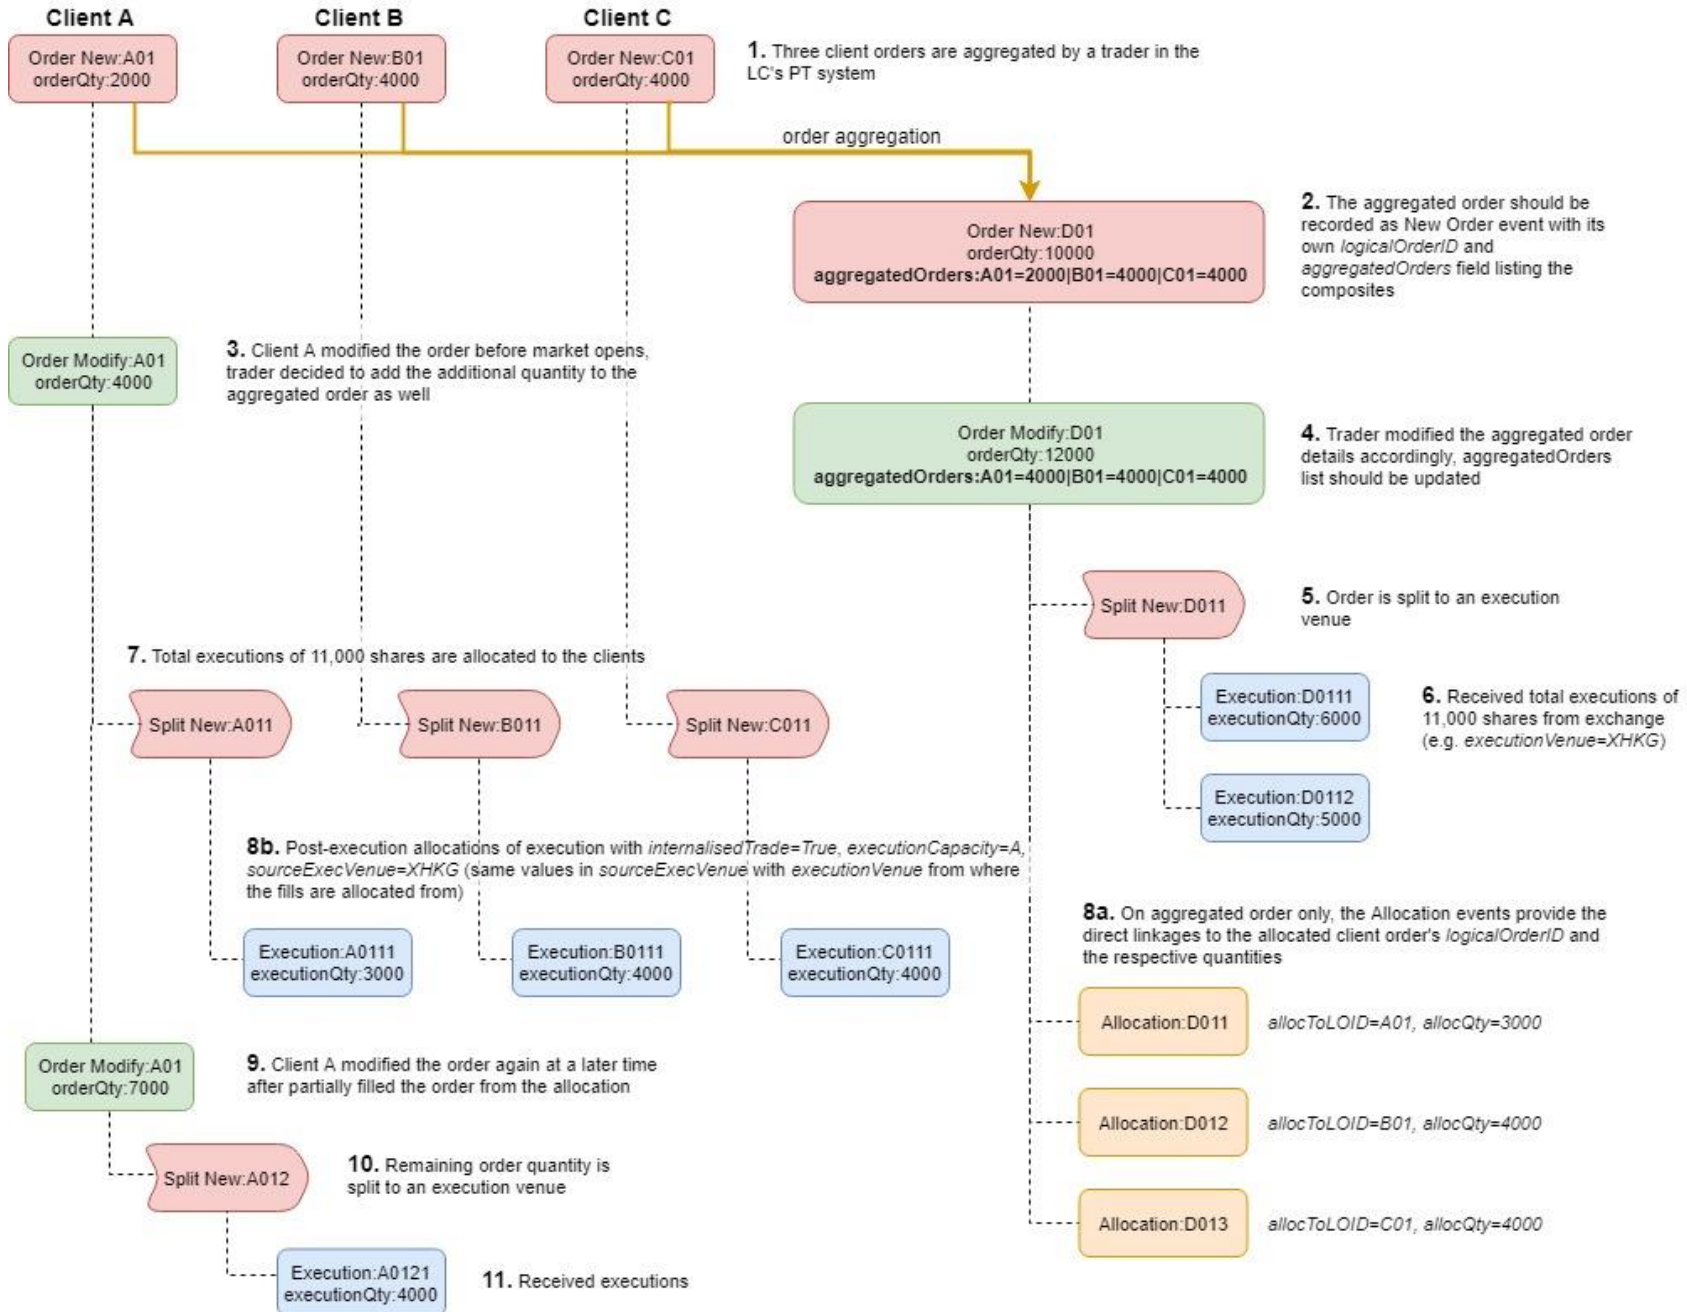 Client A
Client B
Client C
Order New:A01
orderQty:2000
Order New:B01
orderQty:4000
Order New:C01
orderQty:4000
1. Three client orders are aggregated by a trader in the
LC's PT system
order aggregation
Order New:D01
orderQty:10000
aggregatedOrders:A01=2000|B01=4000|C01=4000
2. The aggregated order should be
recorded as New Order event with its
own logicalOrderID and
aggregatedOrders field listing the
composites
Order Modify:A01
orderQty:4000
3. Client A modified the order before market opens,
trader decided to add the additional quantity to the
aggregated order as well
Order Modify:D01
orderQty:12000
aggregatedOrders:A01=4000|B01=4000|C01=4000
4. Trader modified the aggregated order
details accordingly, aggregatedOrders
list should be updated
Split New:D011
5. Order is split to an execution
venue
7. Total executions of 11,000 shares are allocated to the clients
Split New:A011
Split New:B011
Split New:C011
Execution:D0111
executionQty:6000
6. Received total executions of
11,000 shares from exchange
(e.g. executionVenue=XHKG)
Execution:D0112
executionQty:5000
8b. Post-execution allocations of execution with internalisedTrade=True, executionCapacity=A,
sourceExecVenue=XHKG (same values in sourceExecVenue with executionVenue from where
the fills are allocated from)
8a. On aggregated order only, the Allocation events provide the
direct linkages to the allocated client order's logicalOrderID and
the respective quantities
Execution:A0111
executionQty:3000
Execution:B0111
executionQty:4000
Execution:C0111
executionQty:4000
Allocation:D011
allocToLOID=A01, allocQty=3000
Order Modify:A01
orderQty:7000
9. Client A modified the order again at a later time
after partially filled the order from the allocation
Allocation:D012
allocToLOID=B01, allocQty=4000
Split New:A012
10. Remaining order quantity is
split to an execution venue
Allocation:D013
allocToLOID=C01, allocQty=4000
Execution:A0121
executionQty:4000
11. Received executions